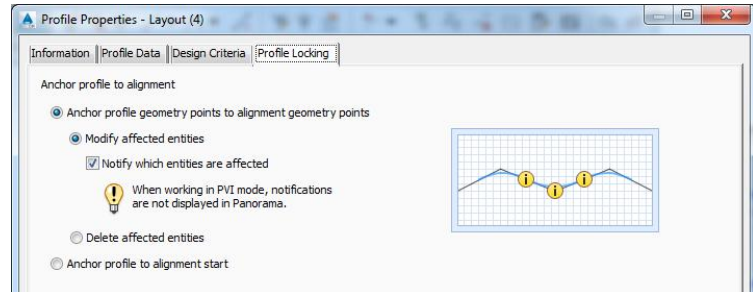 Profile Properties - Layout (4)
Information Profile Data Design Criteria Profile Locking
Anchor profile to alignment
Anchor profile geometry points to alignment geometry points
Modify affected entities
Notify which entities are affected
When working in PVI mode, notifications
are not displayed in Panorama.
Delete affected entities
Anchor profile to alignment start